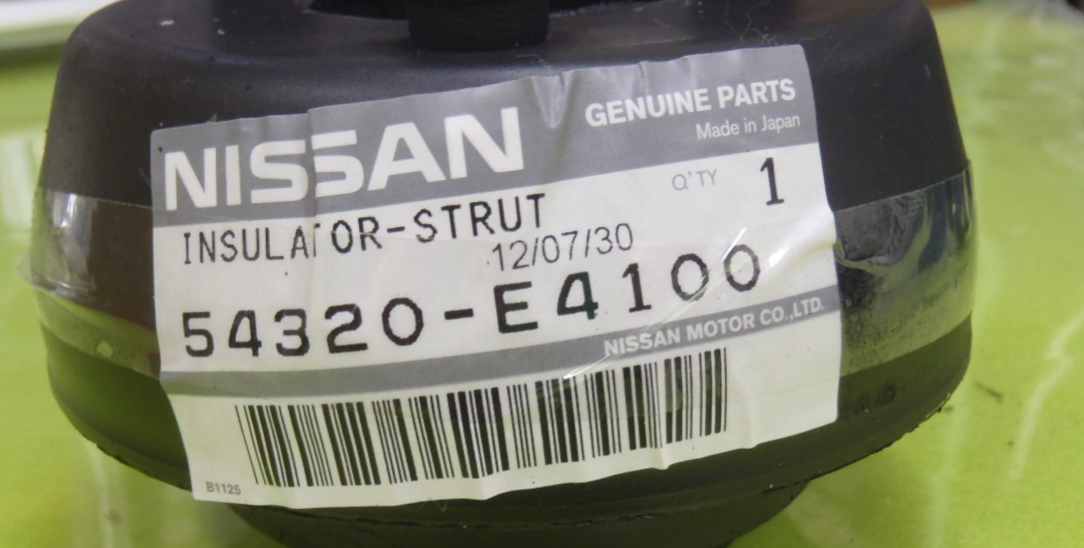 NISSAN
GENUINE PARTS
Made in Japan
INSULATOR-STRUT
Q'TY 1
12/07/30
54320-E4100
NISSAN MOTOR CO.,LTD.
B1125